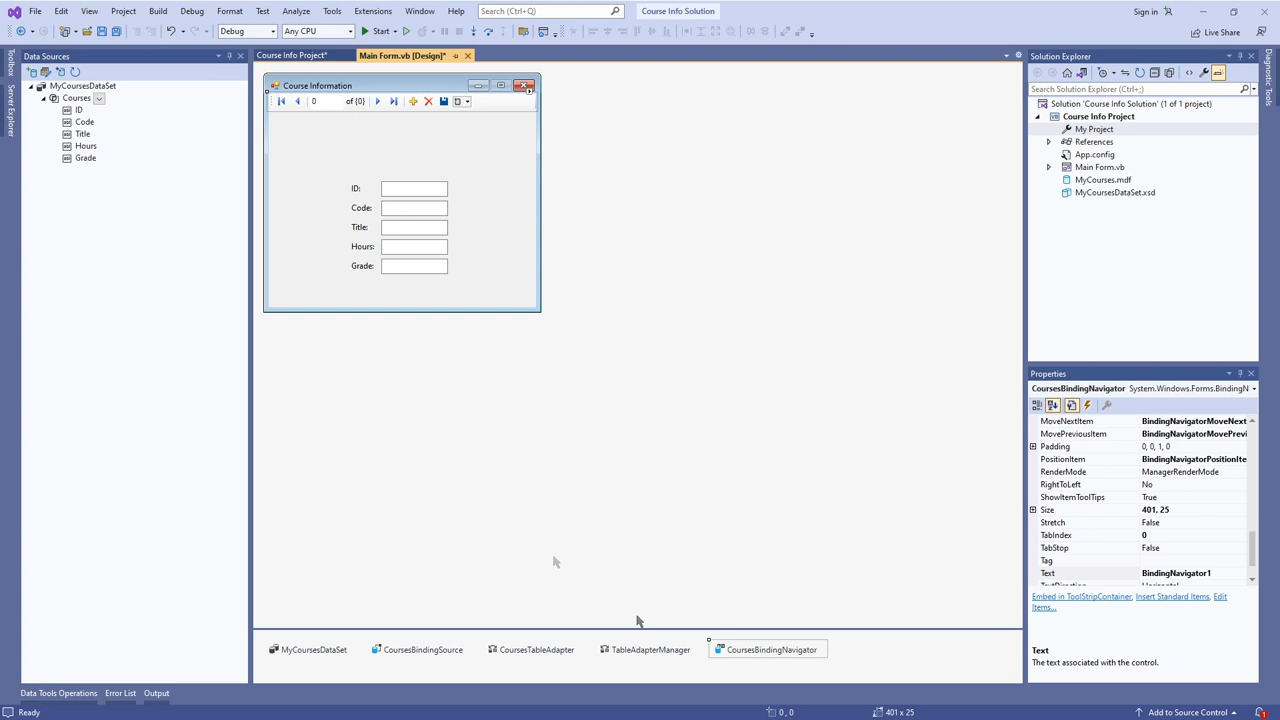 File Edit View Project Build Debug Format Test Analyze Tools Extensions Window Help Search (Ctrl+Q) Course Info Solution Sign in
Debug Any CPU Start Live Share
Toolbox
Server Explorer
Data Sources
MyCoursesDataSet
Courses
ID
Code
Title
Hours
Grade
Course Info Project* Main Form.vb [Design]*
Course Information
0 of {0}
ID:
Code:
Title:
Hours:
Grade:
MyCoursesDataSet CoursesBindingSource CoursesTableAdapter TableAdapterManager CoursesBindingNavigator
Solution Explorer
Search Solution Explorer (Ctrl+;)
Solution 'Course Info Solution' (1 of 1 project)
Course Info Project
My Project
References
App.config
Main Form.vb
MyCourses.mdf
MyCoursesDataSet.xsd
Diagnostic Tools
Properties
CoursesBindingNavigator System.Windows.Forms.BindingN
MoveNextItem BindingNavigatorMoveNext
MovePreviousItem BindingNavigatorMovePrevi
Padding 0, 0, 1, 0
PositionItem BindingNavigatorPositionIte
RenderMode ManagerRenderMode
RightToLeft No
ShowItemToolTips True
Size 401, 25
Stretch False
TabIndex 0
TabStop False
Tag
Text BindingNavigator1
Embed in ToolStripContainer, Insert Standard Items, Edit
Items...
Text
The text associated with the control.
Data Tools Operations Error List Output
Ready 0 , 0 401 x 25 Add to Source Control 1